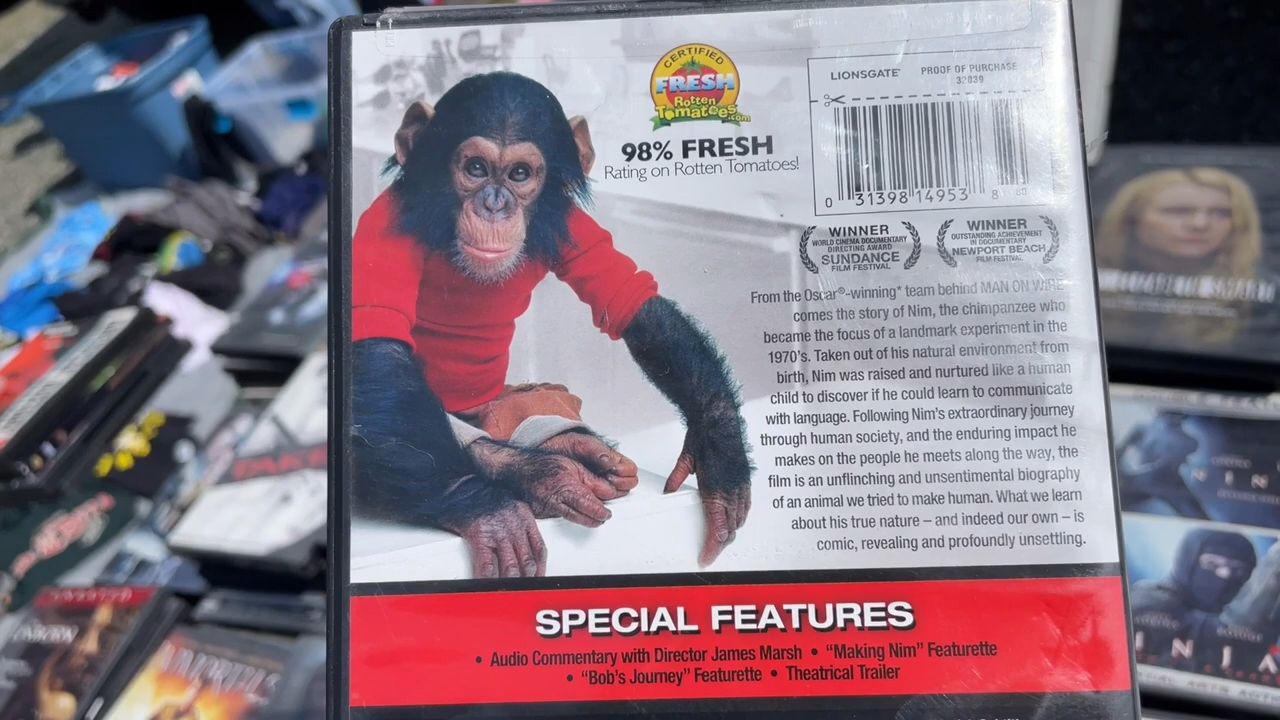 CERTIFIED
FRESH
Rotten
Tomatoes.com
98% FRESH
Rating on Rotten Tomatoes!
LIONSGATE PROOF OF PURCHASE
32039
0 31398 14953 8
WINNER
WORLD CINEMA DOCUMENTARY
DIRECTING AWARD
SUNDANCE
FILM FESTIVAL
WINNER
OUTSTANDING ACHIEVEMENT
IN DOCUMENTARY
NEWPORT BEACH
FILM FESTIVAL
From the Oscar®-winning* team behind MAN ON WIRE
comes the story of Nim, the chimpanzee who
became the focus of a landmark experiment in the
1970's. Taken out of his natural environment from
birth, Nim was raised and nurtured like a human
child to discover if he could learn to communicate
with language. Following Nim's extraordinary journey
through human society, and the enduring impact he
makes on the people he meets along the way, the
film is an unflinching and unsentimental biography
of an animal we tried to make human. What we learn
about his true nature – and indeed our own – is
comic, revealing and profoundly unsettling.
SPECIAL FEATURES
• Audio Commentary with Director James Marsh • "Making Nim" Featurette
• "Bob's Journey" Featurette • Theatrical Trailer